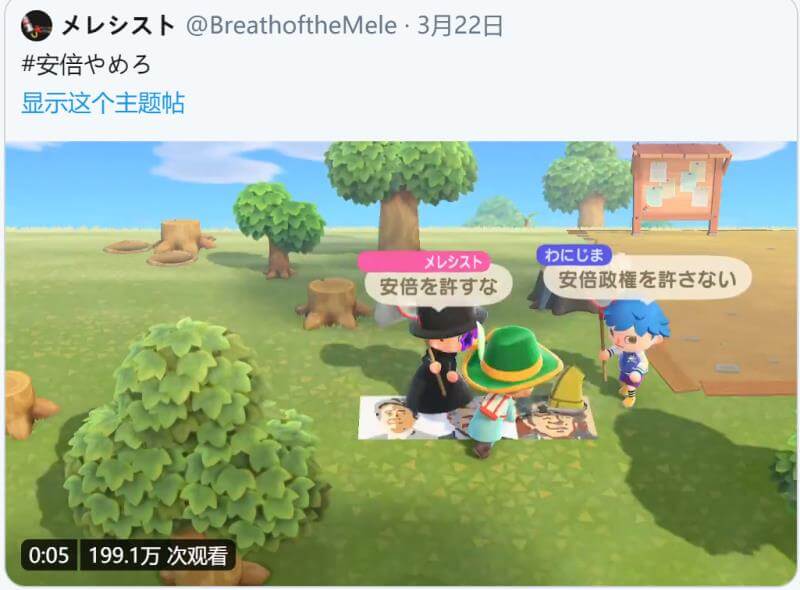 メレシスト @BreathoftheMele · 3月22日
#安倍やめろ
显示这个主题帖
メレシスト
安倍を許すな
わにじま
安倍政権を許さない
0:05 199.1万 次观看